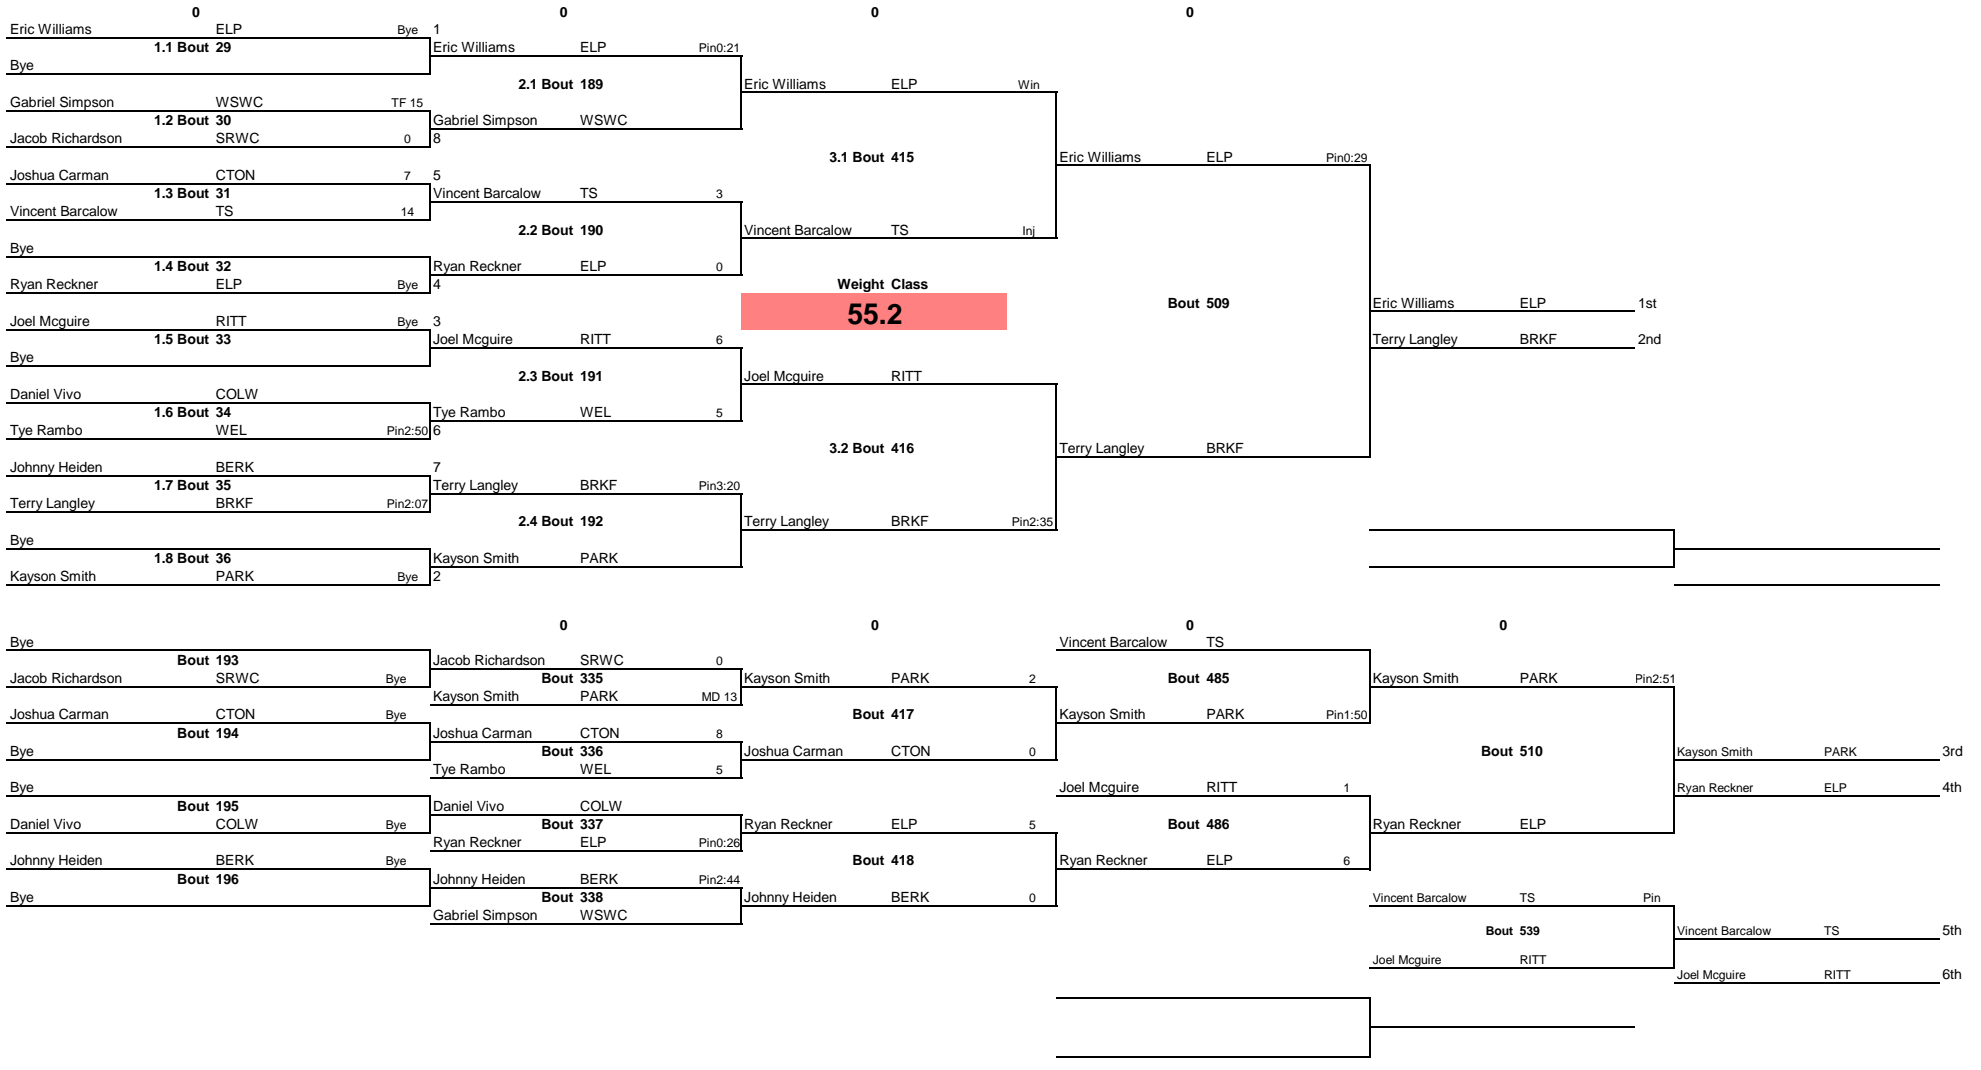 0 0 0 0
Eric Williams ELP Bye 1
1.1 Bout 29 Eric Williams ELP Pin0:21
Bye
2.1 Bout 189 Eric Williams ELP Win
Gabriel Simpson WSWC TF 15
1.2 Bout 30 Gabriel Simpson WSWC
Jacob Richardson SRWC 0 8
3.1 Bout 415 Eric Williams ELP Pin0:29
Joshua Carman CTON 7 5
1.3 Bout 31 Vincent Barcalow TS 3
Vincent Barcalow TS 14
2.2 Bout 190 Vincent Barcalow TS Inj
Bye
1.4 Bout 32 Ryan Reckner ELP 0
Ryan Reckner ELP Bye 4 Weight Class
55.2 Bout 509 Eric Williams ELP 1st
Joel Mcguire RITT Bye 3
1.5 Bout 33 Joel Mcguire RITT 6 Terry Langley BRKF 2nd
Bye
2.3 Bout 191 Joel Mcguire RITT
Daniel Vivo COLW
1.6 Bout 34 Tye Rambo WEL 5
Tye Rambo WEL Pin2:50 6
3.2 Bout 416 Terry Langley BRKF
Johnny Heiden BERK 7
1.7 Bout 35 Terry Langley BRKF Pin3:20
Terry Langley BRKF Pin2:07
2.4 Bout 192 Terry Langley BRKF Pin2:35
Bye
1.8 Bout 36 Kayson Smith PARK
Kayson Smith PARK Bye 2
0 0 0 0
Bye Vincent Barcalow TS
Bout 193 Jacob Richardson SRWC 0
Jacob Richardson SRWC Bye Bout 335 Kayson Smith PARK 2 Bout 485 Kayson Smith PARK Pin2:51
Kayson Smith PARK MD 13
Joshua Carman CTON Bye Bout 417 Kayson Smith PARK Pin1:50
Bout 194 Joshua Carman CTON 8
Bye Bout 336 Joshua Carman CTON 0 Bout 510 Kayson Smith PARK 3rd
Tye Rambo WEL 5
Bye Joel Mcguire RITT 1 Ryan Reckner ELP 4th
Bout 195 Daniel Vivo COLW
Daniel Vivo COLW Bye Bout 337 Ryan Reckner ELP 5 Bout 486 Ryan Reckner ELP
Ryan Reckner ELP Pin0:26
Johnny Heiden BERK Bye Bout 418 Ryan Reckner ELP 6
Bout 196 Johnny Heiden BERK Pin2:44
Bye Bout 338 Johnny Heiden BERK 0 Vincent Barcalow TS Pin
Gabriel Simpson WSWC
Bout 539 Vincent Barcalow TS 5th
Joel Mcguire RITT
Joel Mcguire RITT 6th